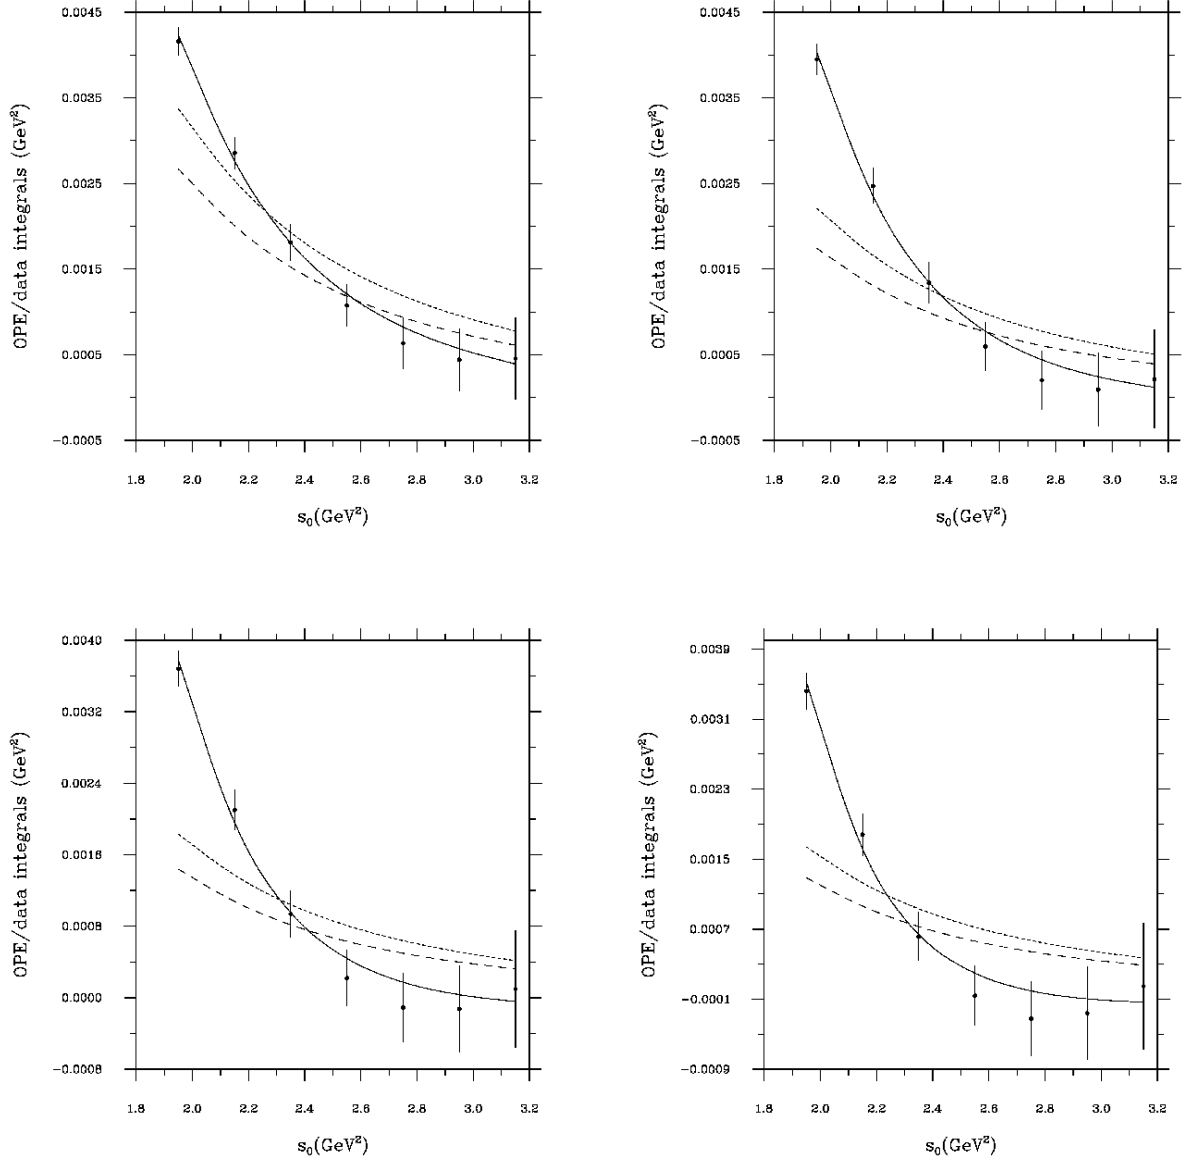 0.0045
0.0035
0.0025
0.0015
0.0005
−0.0005
1.8 2.0 2.2 2.4 2.6 2.8 3.0 3.2
s₀(GeV²)
OPE/data integrals (GeV²)
0.0045
0.0035
0.0025
0.0015
0.0005
−0.0005
1.8 2.0 2.2 2.4 2.6 2.8 3.0 3.2
s₀(GeV²)
OPE/data integrals (GeV²)
0.0040
0.0032
0.0024
0.0016
0.0008
0.0000
−0.0008
1.8 2.0 2.2 2.4 2.6 2.8 3.0 3.2
s₀(GeV²)
OPE/data integrals (GeV²)
0.0039
0.0031
0.0023
0.0015
0.0007
−0.0001
−0.0009
1.8 2.0 2.2 2.4 2.6 2.8 3.0 3.2
s₀(GeV²)
OPE/data integrals (GeV²)